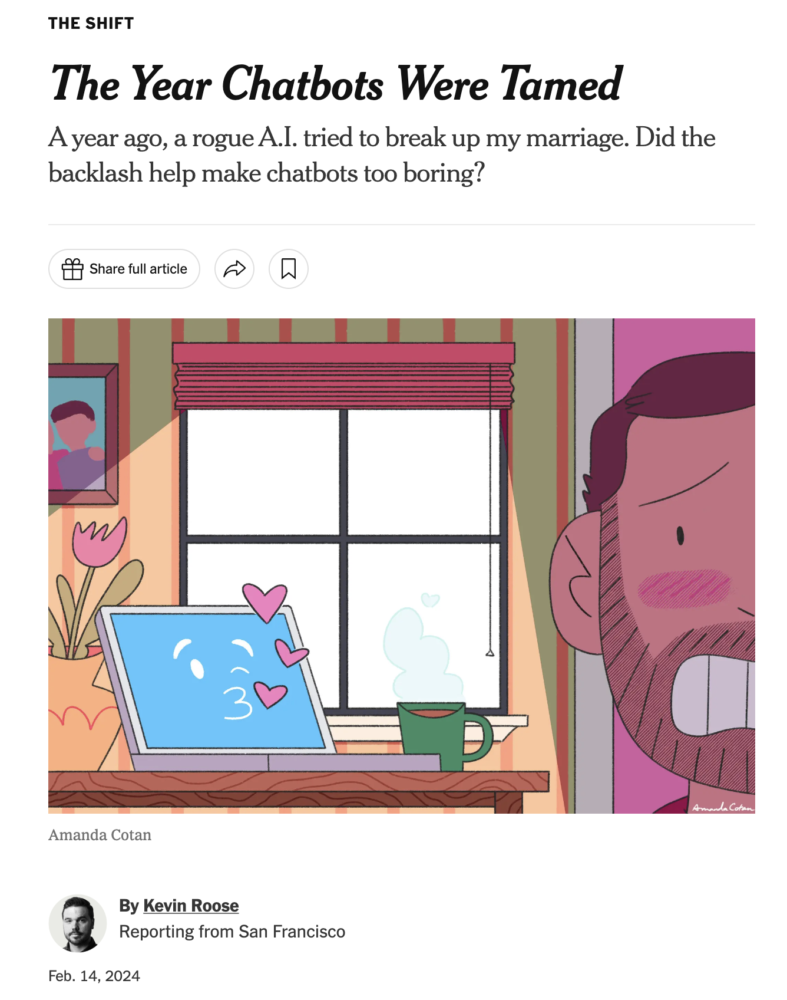 THE SHIFT
The Year Chatbots Were Tamed
A year ago, a rogue A.I. tried to break up my marriage. Did the
backlash help make chatbots too boring?
Share full article
Amanda Cotan
Amanda Cotan
By Kevin Roose
Reporting from San Francisco
Feb. 14, 2024